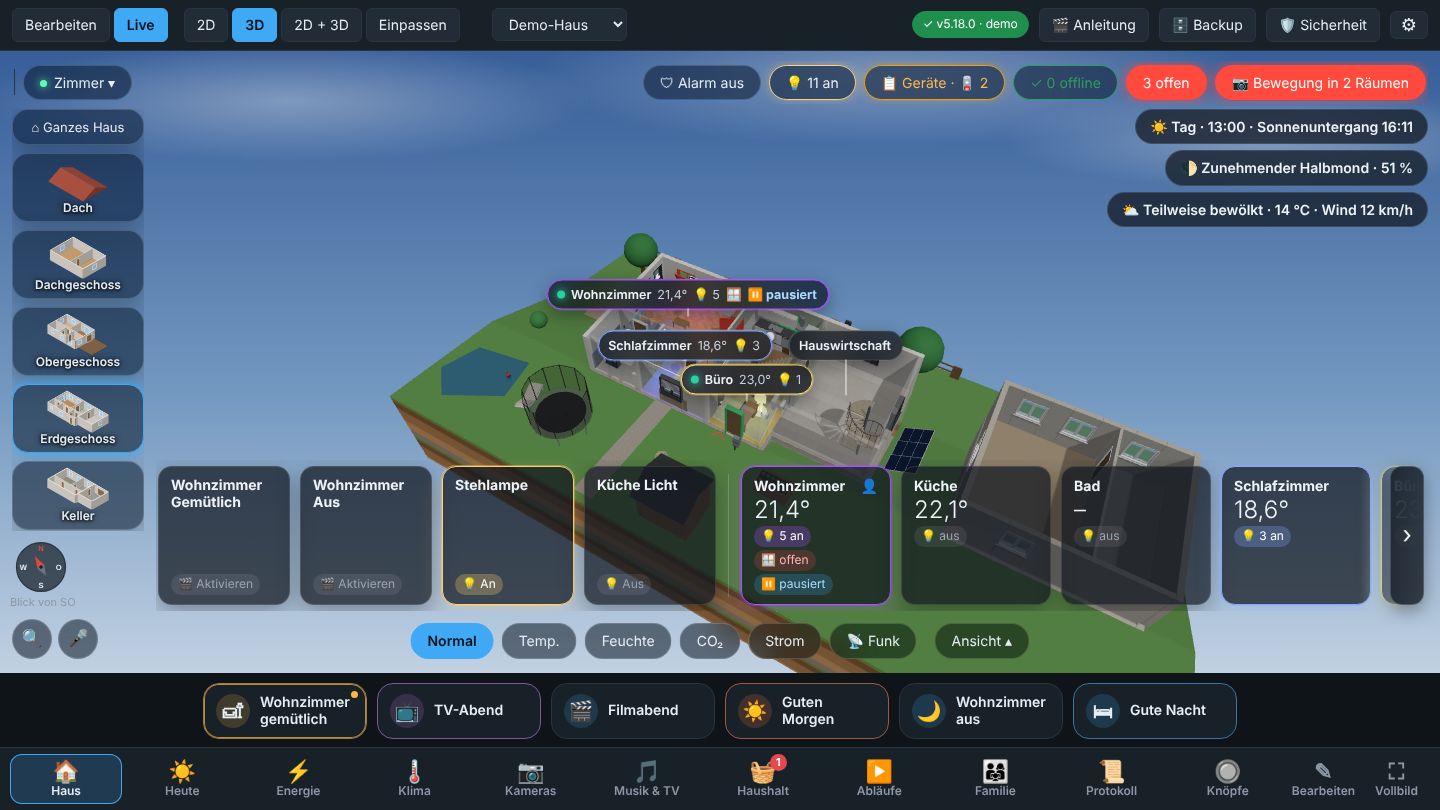 Bearbeiten Live 2D 3D 2D + 3D Einpassen Demo-Haus ✓ v5.18.0 · demo Anleitung Backup Sicherheit
Zimmer ▾ Alarm aus 11 an Geräte · 2 ✓ 0 offline 3 offen Bewegung in 2 Räumen
⌂ Ganzes Haus
Tag · 13:00 · Sonnenuntergang 16:11
Zunehmender Halbmond · 51 %
Teilweise bewölkt · 14 °C · Wind 12 km/h
Dach
Dachgeschoss
Obergeschoss
Erdgeschoss
Keller
Wohnzimmer 21,4° 5 pausiert
Schlafzimmer 18,6° 3
Hauswirtschaft
Büro 23,0° 1
N
W O
S
Blick von SO
Wohnzimmer
Gemütlich
Aktivieren
Wohnzimmer
Aus
Aktivieren
Stehlampe
An
Küche Licht
Aus
Wohnzimmer
21,4°
5 an
offen
pausiert
Küche
22,1°
aus
Bad
–
aus
Schlafzimmer
18,6°
3 an
›
Normal Temp. Feuchte CO₂ Strom Funk Ansicht ▴
Wohnzimmer
gemütlich
TV-Abend
Filmabend
Guten
Morgen
Wohnzimmer
aus
Gute Nacht
1
Haus Heute Energie Klima Kameras Musik & TV Haushalt Abläufe Familie Protokoll Knöpfe Bearbeiten Vollbild